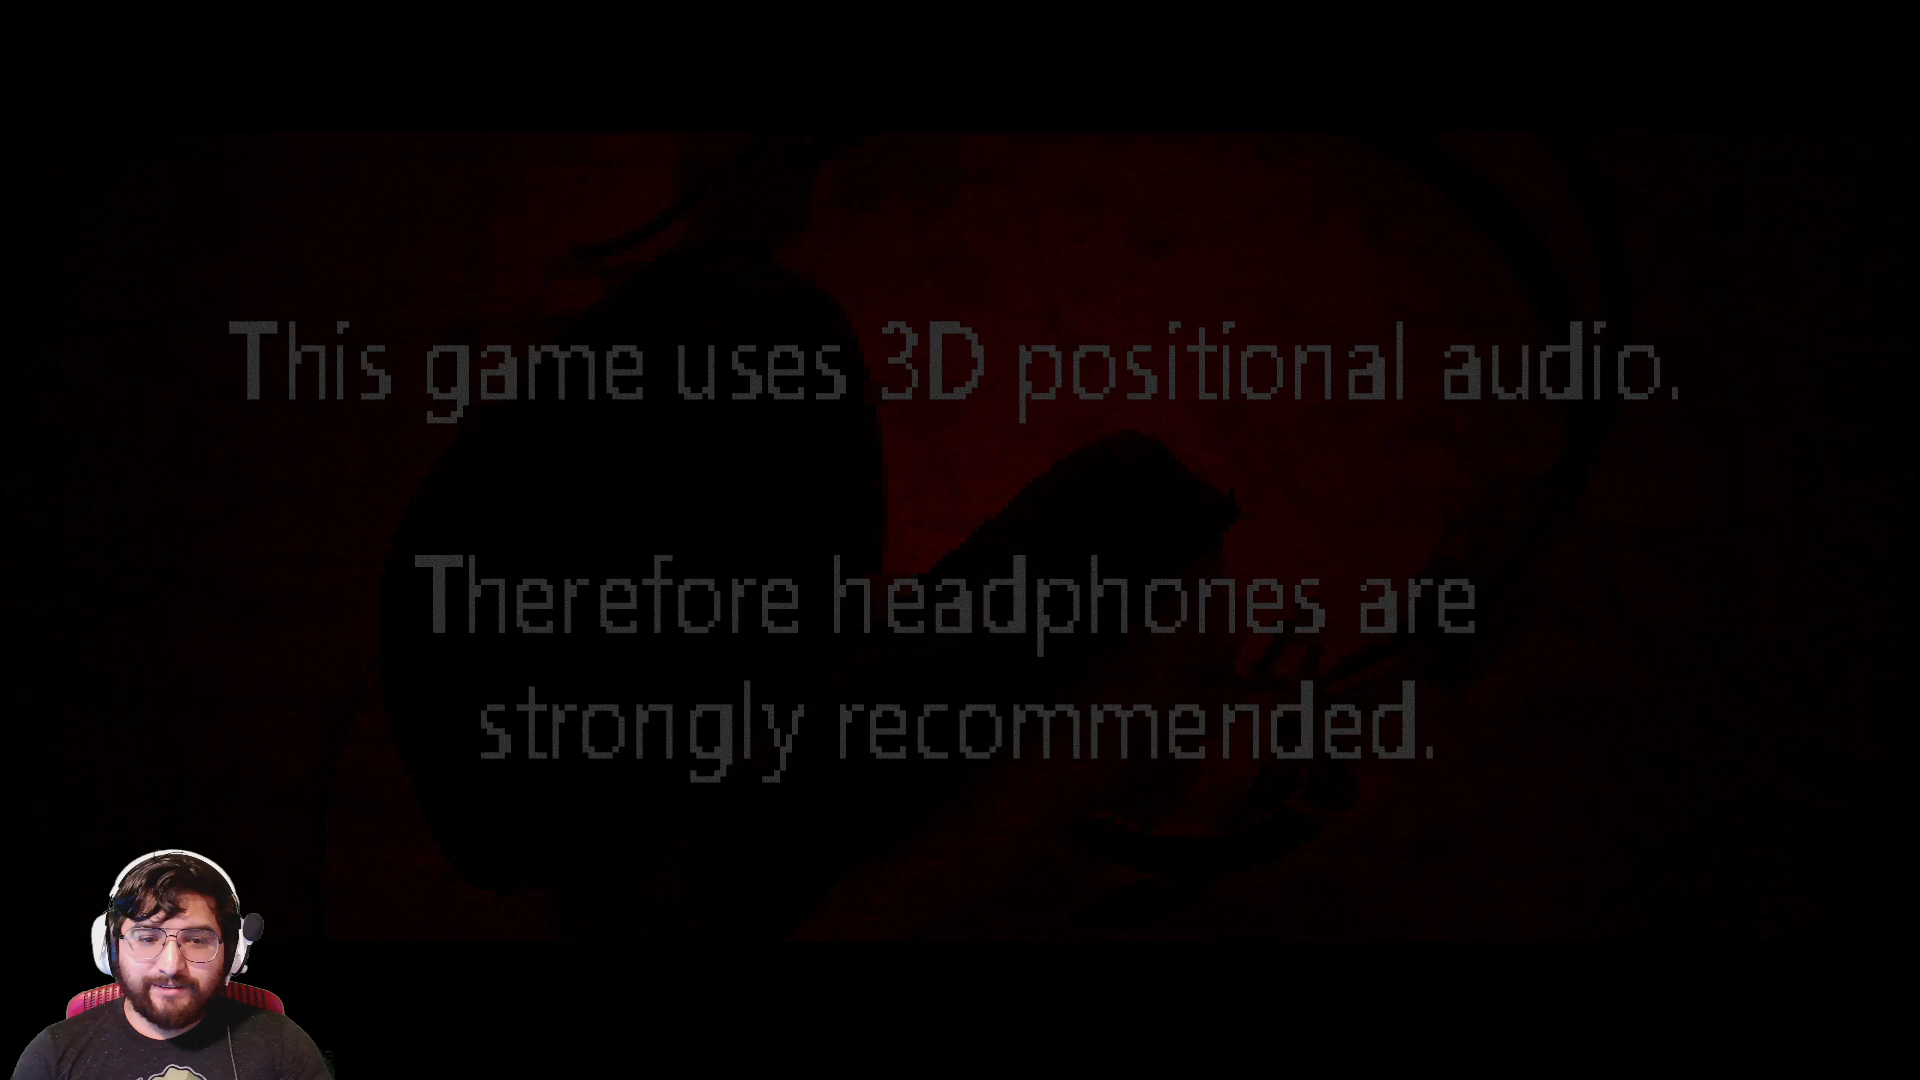 This game uses 3D positional audio.
Therefore headphones are
strongly recommended.